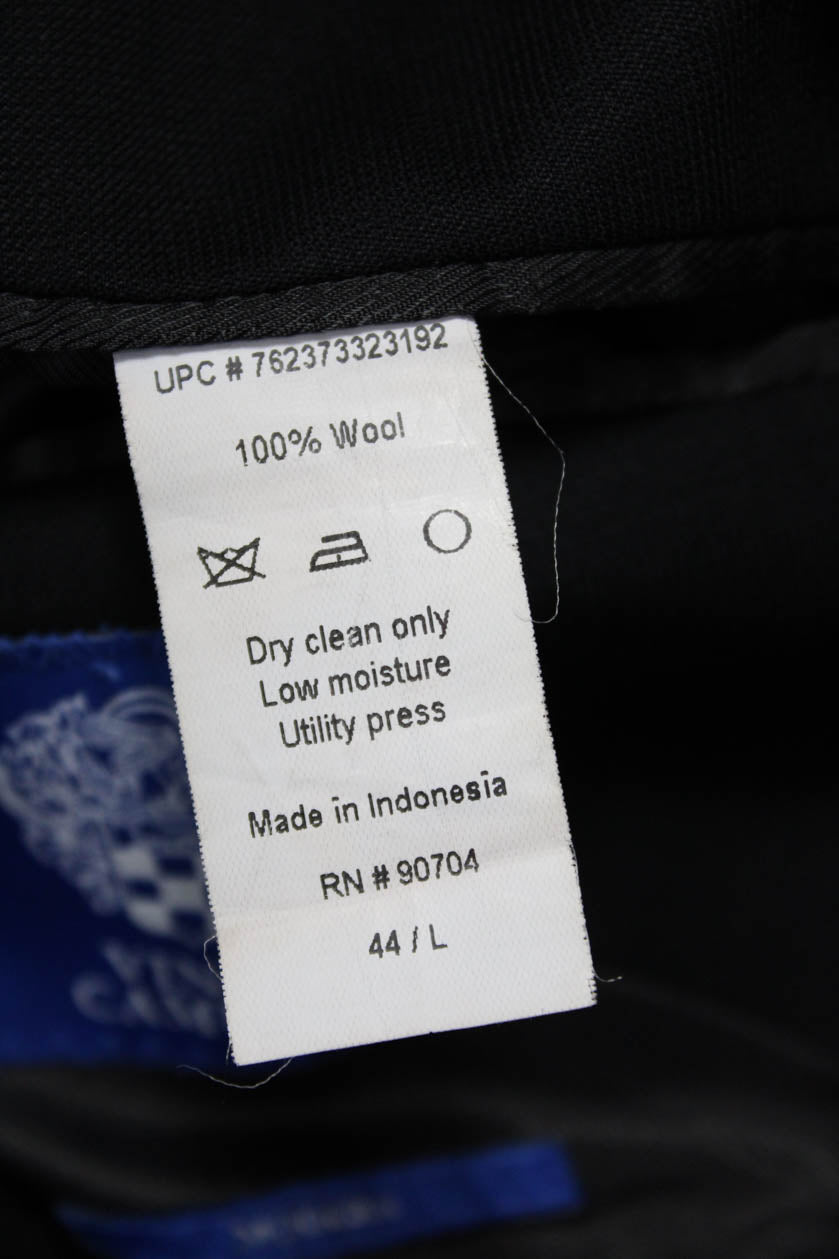 UPC # 762373323192
100% Wool
Dry clean only
Low moisture
Utility press
Made in Indonesia
RN # 90704
44 / L